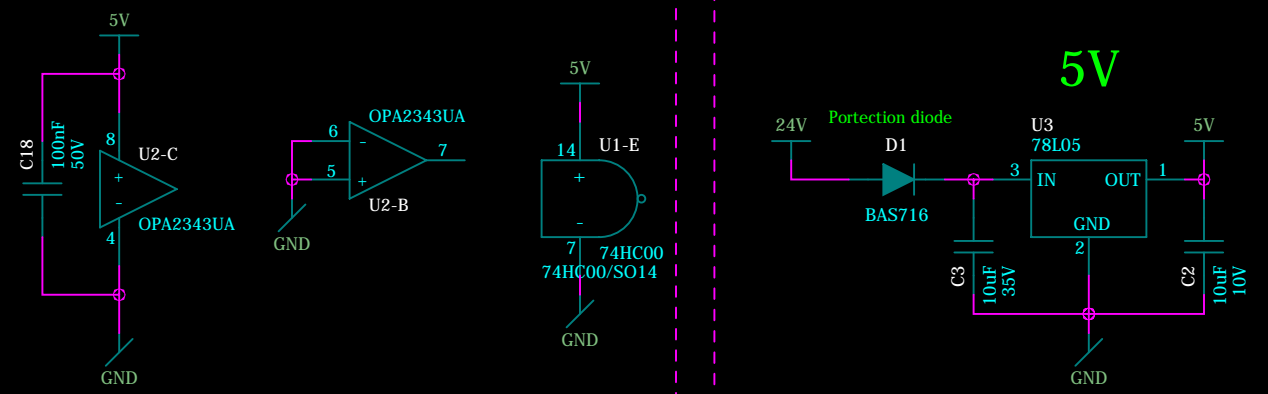 5V
8
C18
100nF
50V
U2-C
+
-
OPA2343UA
4
GND
OPA2343UA
6
-
7
5
+
U2-B
GND
5V
U1-E
14
+
-
7
74HC00
74HC00/SO14
GND
5V
24V
Portection diode
D1
BAS716
U3
78L05
3
IN
OUT
1
GND
2
5V
C3
10uF
35V
C2
10uF
10V
GND